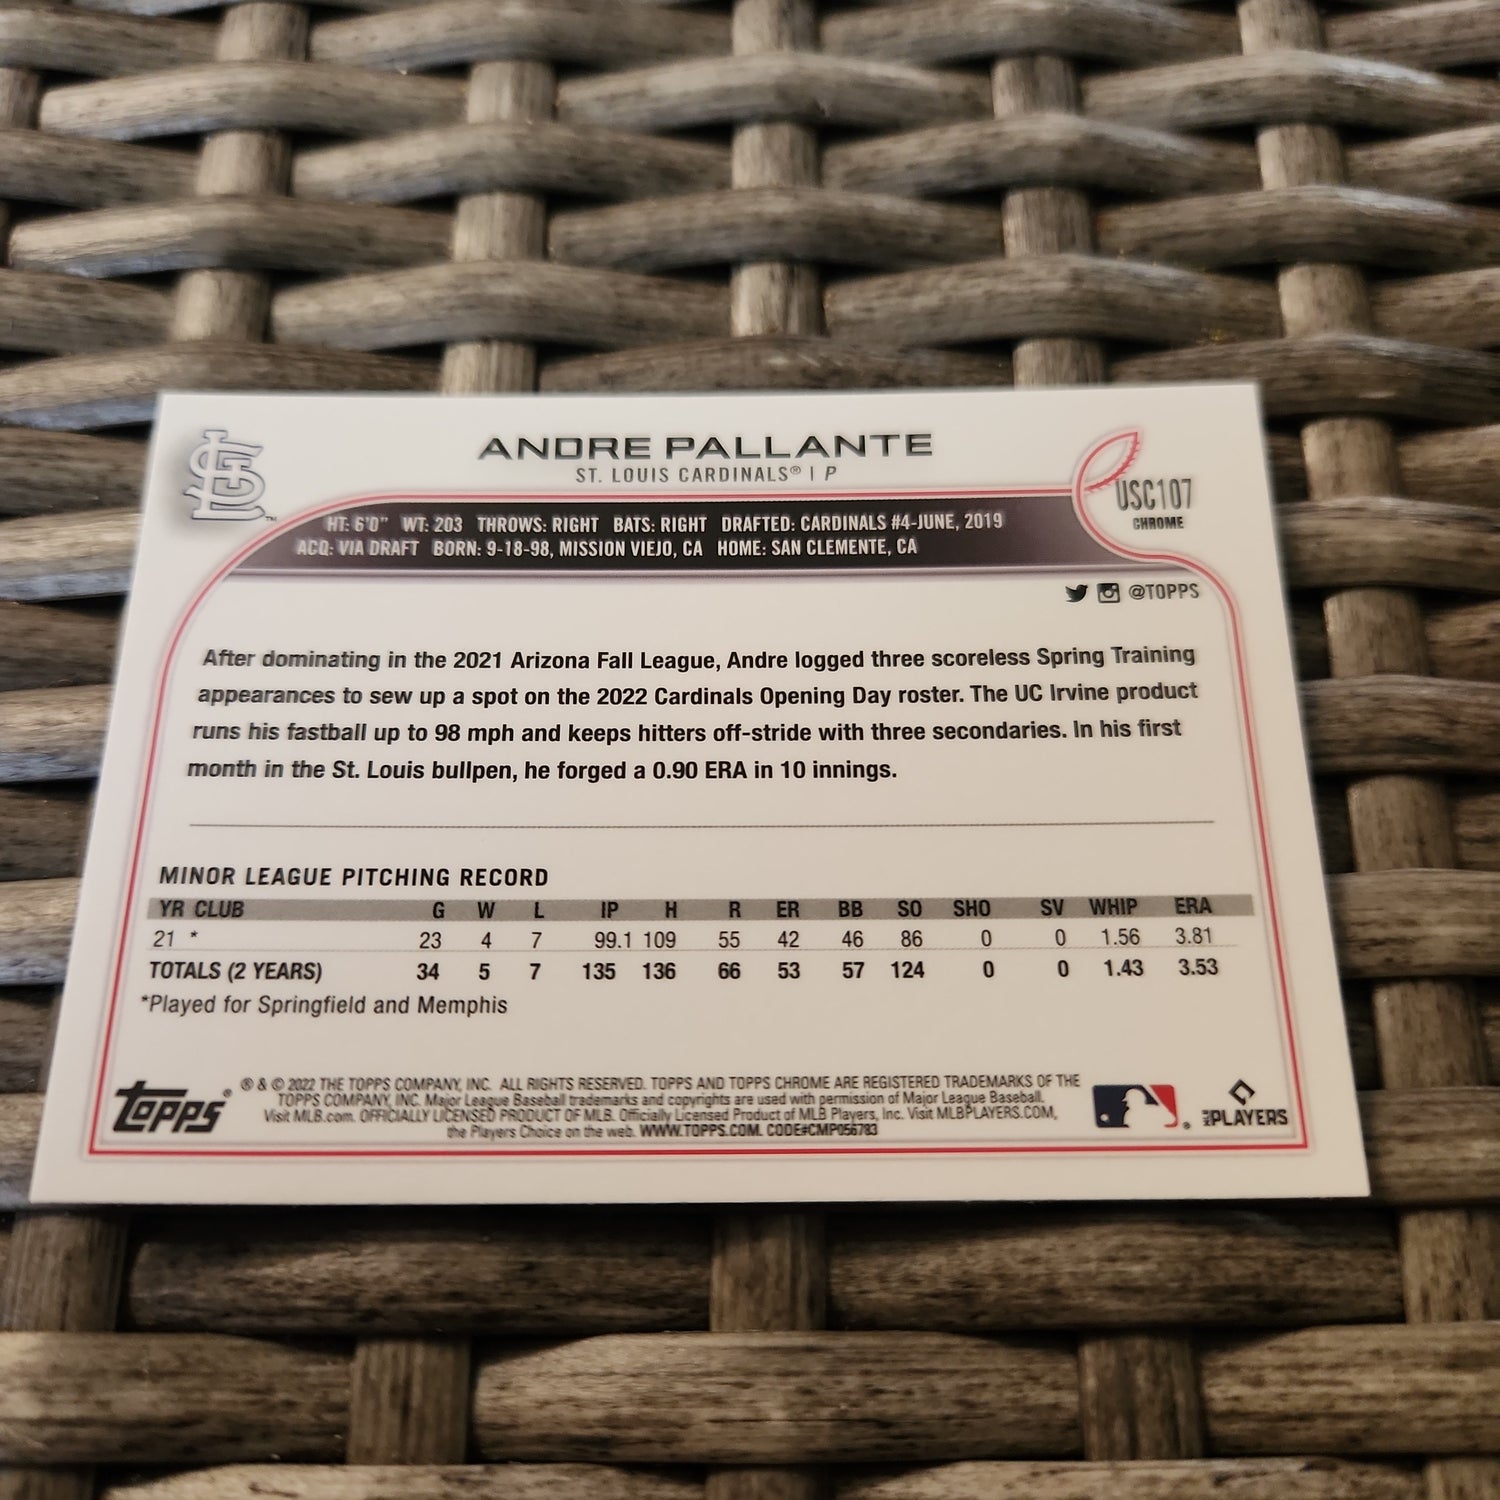 ANDRE PALLANTE
ST. LOUIS CARDINALS® | P
USC107
CHROME
HT: 6'0" WT: 203 THROWS: RIGHT BATS: RIGHT DRAFTED: CARDINALS #4-JUNE, 2019
ACQ: VIA DRAFT BORN: 9-18-98, MISSION VIEJO, CA HOME: SAN CLEMENTE, CA
@TOPPS
After dominating in the 2021 Arizona Fall League, Andre logged three scoreless Spring Training
appearances to sew up a spot on the 2022 Cardinals Opening Day roster. The UC Irvine product
runs his fastball up to 98 mph and keeps hitters off-stride with three secondaries. In his first
month in the St. Louis bullpen, he forged a 0.90 ERA in 10 innings.
MINOR LEAGUE PITCHING RECORD
YR CLUB G W L IP H R ER BB SO SHO SV WHIP ERA
21 * 23 4 7 99.1 109 55 42 46 86 0 0 1.56 3.81
TOTALS (2 YEARS) 34 5 7 135 136 66 53 57 124 0 0 1.43 3.53
*Played for Springfield and Memphis
topps®
® & © 2022 THE TOPPS COMPANY, INC. ALL RIGHTS RESERVED. TOPPS AND TOPPS CHROME ARE REGISTERED TRADEMARKS OF THE
TOPPS COMPANY, INC. Major League Baseball trademarks and copyrights are used with permission of Major League Baseball.
Visit MLB.com. OFFICIALLY LICENSED PRODUCT OF MLB. Officially Licensed Product of MLB Players, Inc. Visit MLBPLAYERS.COM,
the Players Choice on the web. WWW.TOPPS.COM. CODE#CMP056783
MLB PLAYERS